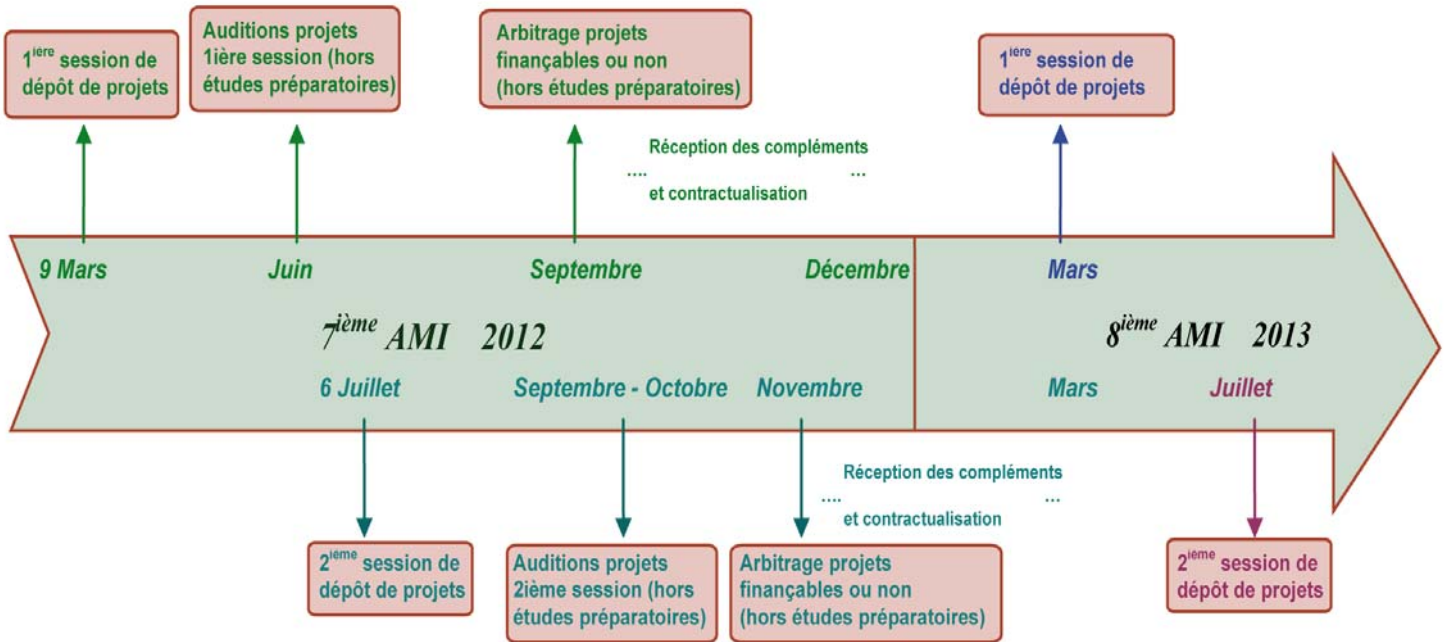 1ière session de
dépôt de projets
Auditions projets
1ière session (hors
études préparatoires)
Arbitrage projets
finançables ou non
(hors études préparatoires)
1ière session de
dépôt de projets
Réception des compléments
.... ...
et contractualisation
9 Mars Juin Septembre Décembre Mars
7ième AMI 2012 8ième AMI 2013
6 Juillet Septembre - Octobre Novembre Mars Juillet
Réception des compléments
.... ...
et contractualisation
2ième session de
dépôt de projets
Auditions projets
2ième session (hors
études préparatoires)
Arbitrage projets
finançables ou non
(hors études préparatoires)
2ième session de
dépôt de projets